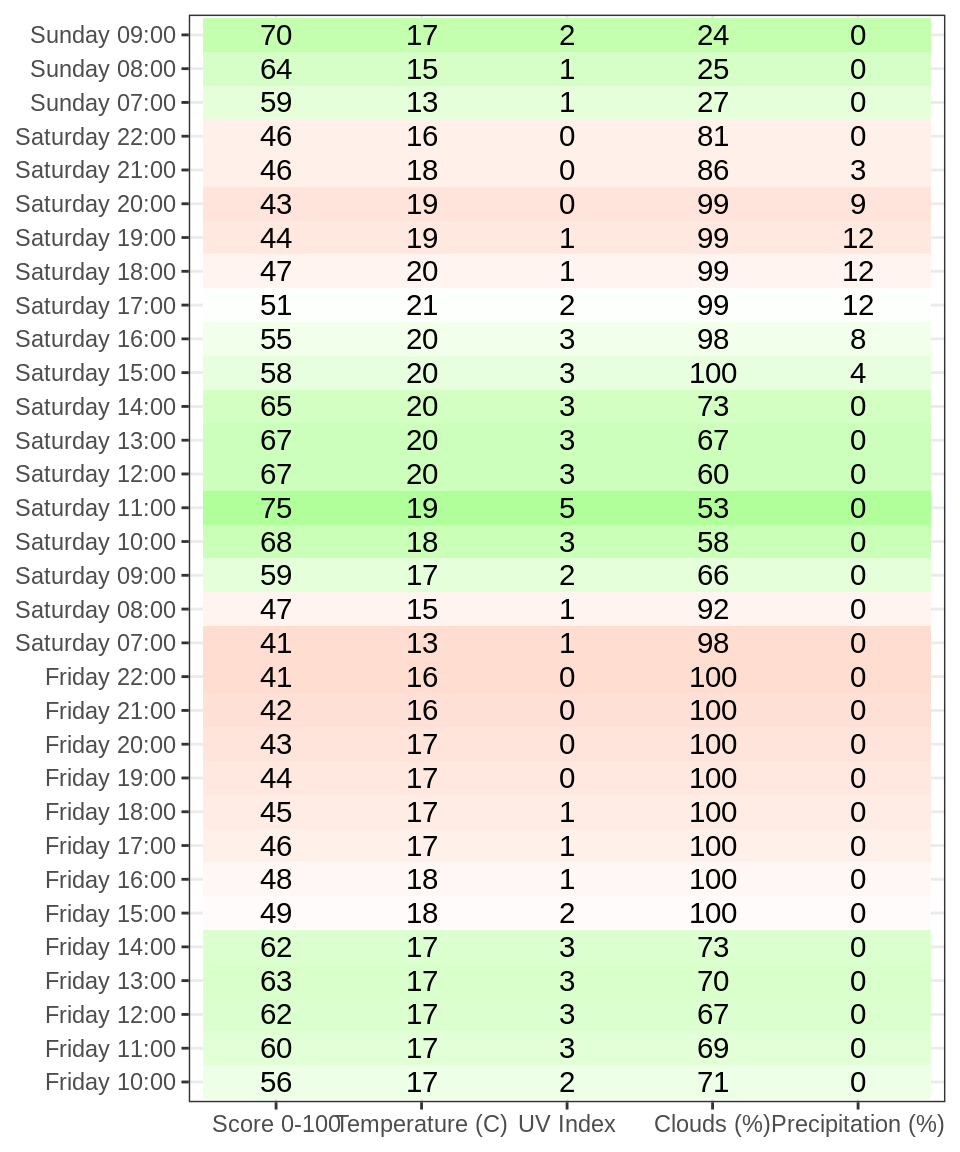 Sunday 09:00 70 17 2 24 0
Sunday 08:00 64 15 1 25 0
Sunday 07:00 59 13 1 27 0
Saturday 22:00 46 16 0 81 0
Saturday 21:00 46 18 0 86 3
Saturday 20:00 43 19 0 99 9
Saturday 19:00 44 19 1 99 12
Saturday 18:00 47 20 1 99 12
Saturday 17:00 51 21 2 99 12
Saturday 16:00 55 20 3 98 8
Saturday 15:00 58 20 3 100 4
Saturday 14:00 65 20 3 73 0
Saturday 13:00 67 20 3 67 0
Saturday 12:00 67 20 3 60 0
Saturday 11:00 75 19 5 53 0
Saturday 10:00 68 18 3 58 0
Saturday 09:00 59 17 2 66 0
Saturday 08:00 47 15 1 92 0
Saturday 07:00 41 13 1 98 0
Friday 22:00 41 16 0 100 0
Friday 21:00 42 16 0 100 0
Friday 20:00 43 17 0 100 0
Friday 19:00 44 17 0 100 0
Friday 18:00 45 17 1 100 0
Friday 17:00 46 17 1 100 0
Friday 16:00 48 18 1 100 0
Friday 15:00 49 18 2 100 0
Friday 14:00 62 17 3 73 0
Friday 13:00 63 17 3 70 0
Friday 12:00 62 17 3 67 0
Friday 11:00 60 17 3 69 0
Friday 10:00 56 17 2 71 0
Score 0-100 Temperature (C) UV Index Clouds (%) Precipitation (%)